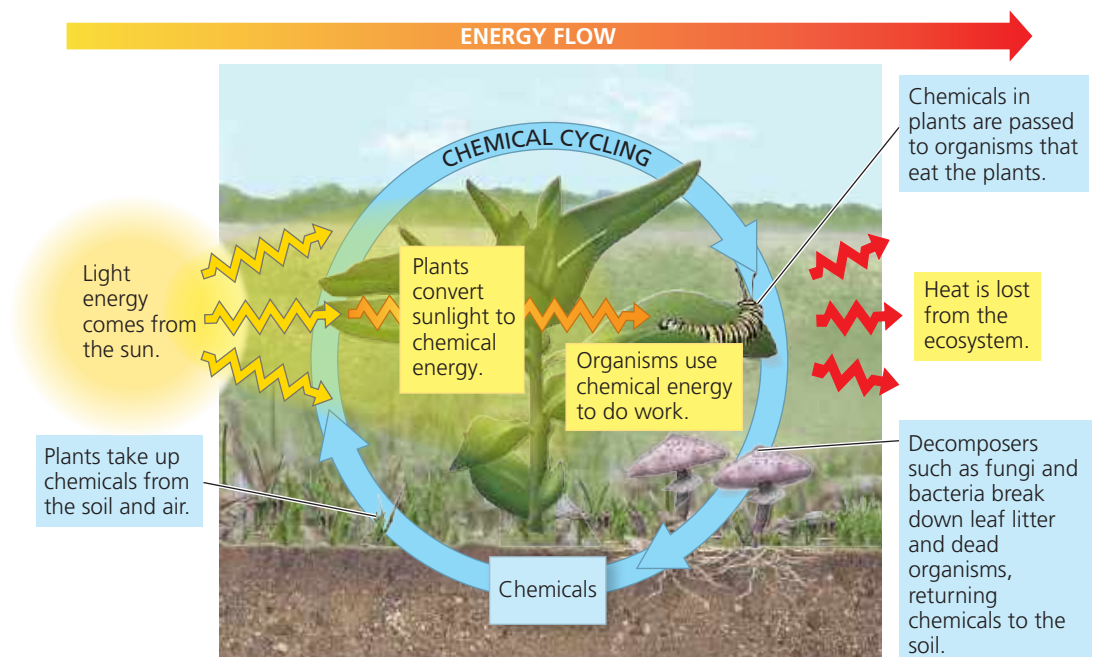 ENERGY FLOW
CHEMICAL CYCLING
Chemicals in
plants are passed
to organisms that
eat the plants.
Light
energy
comes from
the sun.
Plants
convert
sunlight to
chemical
energy.
Organisms use
chemical energy
to do work.
Heat is lost
from the
ecosystem.
Plants take up
chemicals from
the soil and air.
Chemicals
Decomposers
such as fungi and
bacteria break
down leaf litter
and dead
organisms,
returning
chemicals to the
soil.